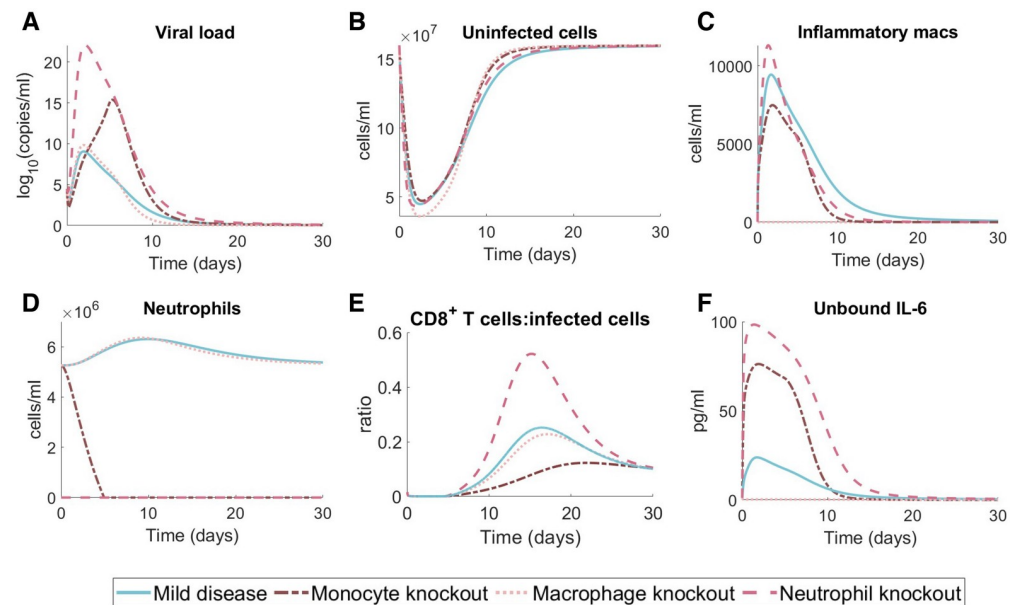 A
Viral load
log10(copies/ml)
20
15
10
5
0
0 10 20 30
Time (days)
B
×10^7
Uninfected cells
cells/ml
15
10
5
0 10 20 30
Time (days)
C
Inflammatory macs
cells/ml
10000
5000
0
0 10 20 30
Time (days)
D
×10^6
Neutrophils
cells/ml
6
4
2
0
0 10 20 30
Time (days)
E
CD8+ T cells:infected cells
ratio
0.6
0.4
0.2
0
0 10 20 30
Time (days)
F
Unbound IL-6
pg/ml
100
50
0
0 10 20 30
Time (days)
Mild disease Monocyte knockout Macrophage knockout Neutrophil knockout